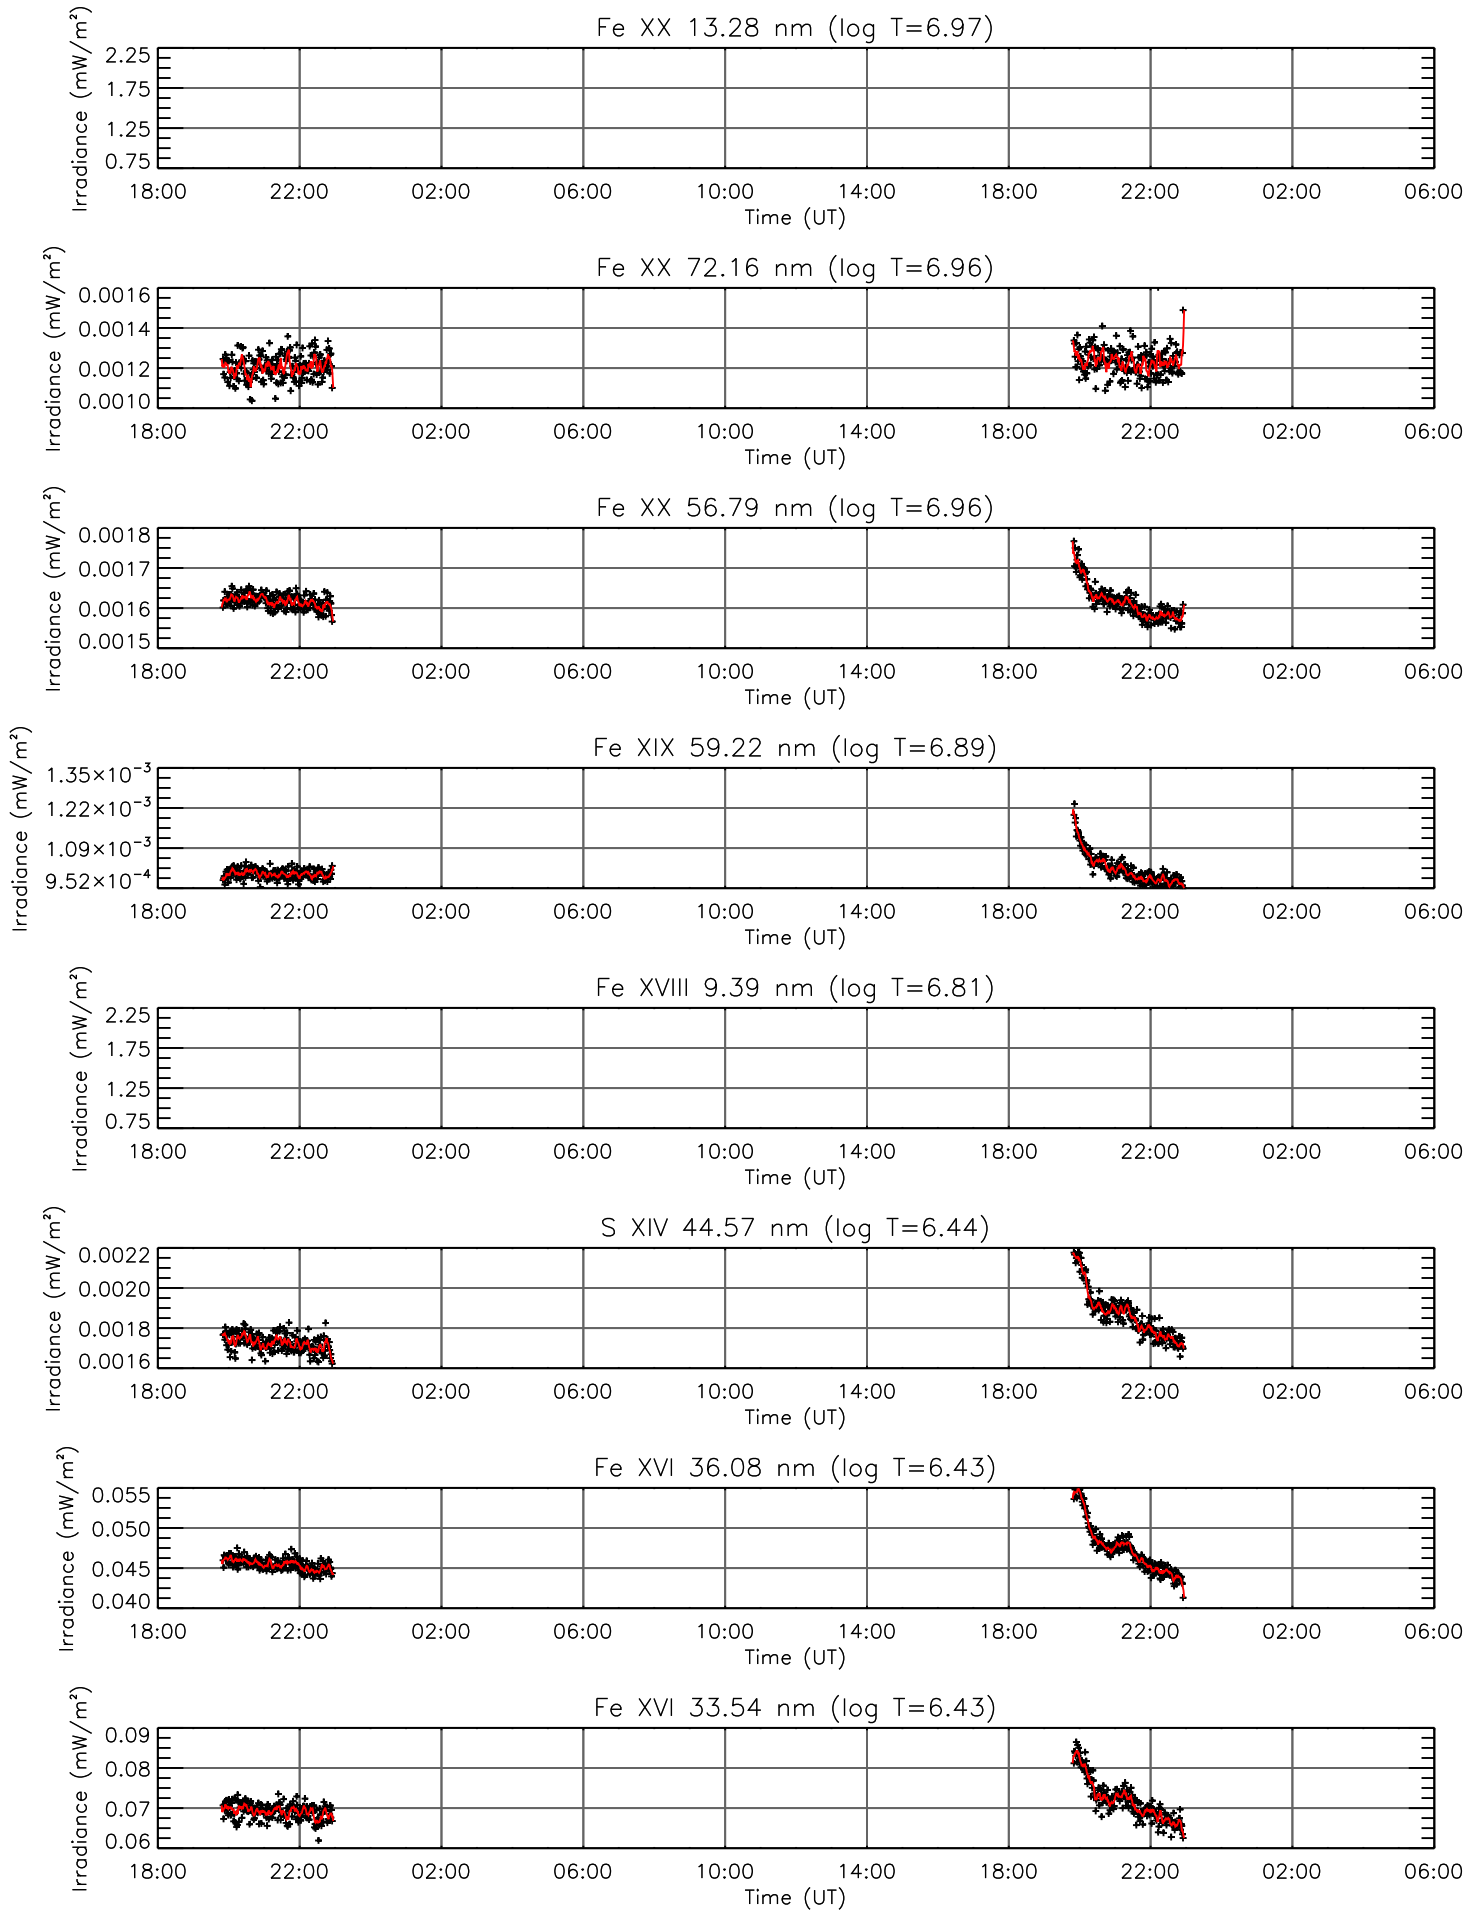 Fe XX 13.28 nm (log T=6.97)
Irradiance (mW/m²)
2.25
1.75
1.25
0.75
18:00 22:00 02:00 06:00 10:00 14:00 18:00 22:00 02:00 06:00
Time (UT)
Fe XX 72.16 nm (log T=6.96)
Irradiance (mW/m²)
0.0016
0.0014
0.0012
0.0010
18:00 22:00 02:00 06:00 10:00 14:00 18:00 22:00 02:00 06:00
Time (UT)
Fe XX 56.79 nm (log T=6.96)
Irradiance (mW/m²)
0.0018
0.0017
0.0016
0.0015
18:00 22:00 02:00 06:00 10:00 14:00 18:00 22:00 02:00 06:00
Time (UT)
Fe XIX 59.22 nm (log T=6.89)
Irradiance (mW/m²)
1.35×10⁻³
1.22×10⁻³
1.09×10⁻³
9.52×10⁻⁴
18:00 22:00 02:00 06:00 10:00 14:00 18:00 22:00 02:00 06:00
Time (UT)
Fe XVIII 9.39 nm (log T=6.81)
Irradiance (mW/m²)
2.25
1.75
1.25
0.75
18:00 22:00 02:00 06:00 10:00 14:00 18:00 22:00 02:00 06:00
Time (UT)
S XIV 44.57 nm (log T=6.44)
Irradiance (mW/m²)
0.0022
0.0020
0.0018
0.0016
18:00 22:00 02:00 06:00 10:00 14:00 18:00 22:00 02:00 06:00
Time (UT)
Fe XVI 36.08 nm (log T=6.43)
Irradiance (mW/m²)
0.055
0.050
0.045
0.040
18:00 22:00 02:00 06:00 10:00 14:00 18:00 22:00 02:00 06:00
Time (UT)
Fe XVI 33.54 nm (log T=6.43)
Irradiance (mW/m²)
0.09
0.08
0.07
0.06
18:00 22:00 02:00 06:00 10:00 14:00 18:00 22:00 02:00 06:00
Time (UT)